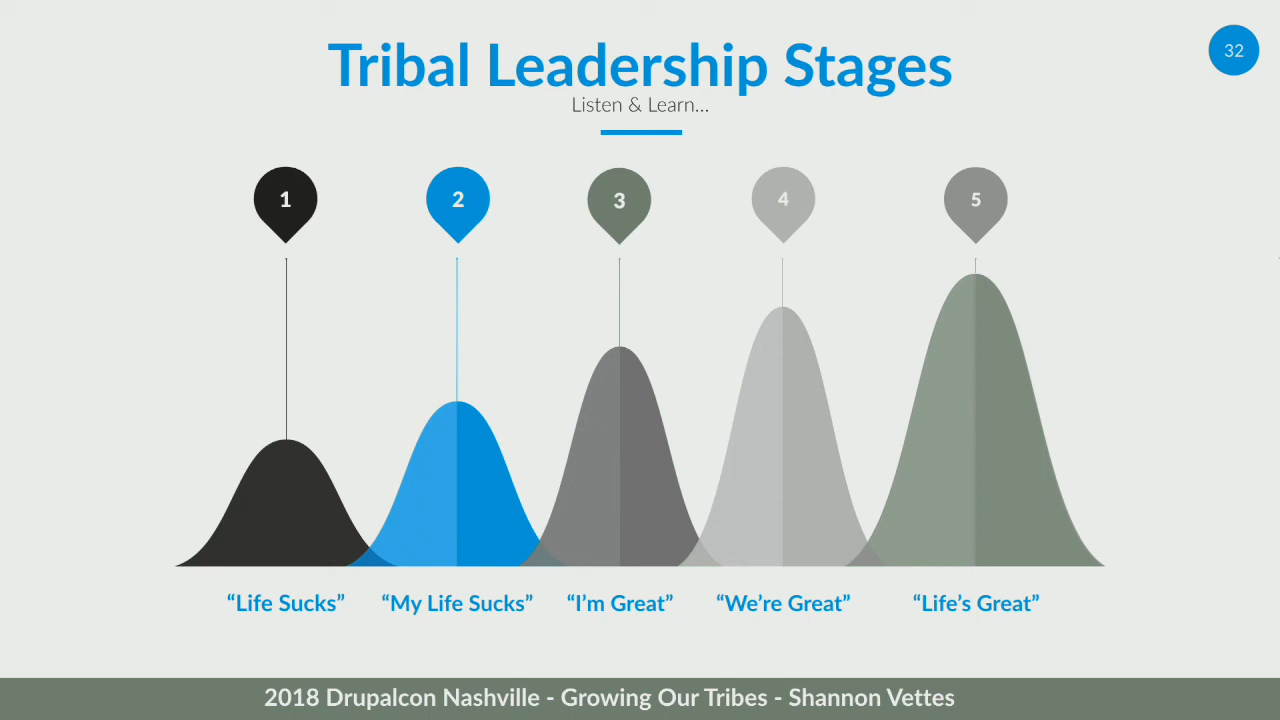 Tribal Leadership Stages
32
Listen & Learn...
1 2 3 4 5
“Life Sucks” “My Life Sucks” “I’m Great” “We’re Great” “Life’s Great”
2018 Drupalcon Nashville - Growing Our Tribes - Shannon Vettes